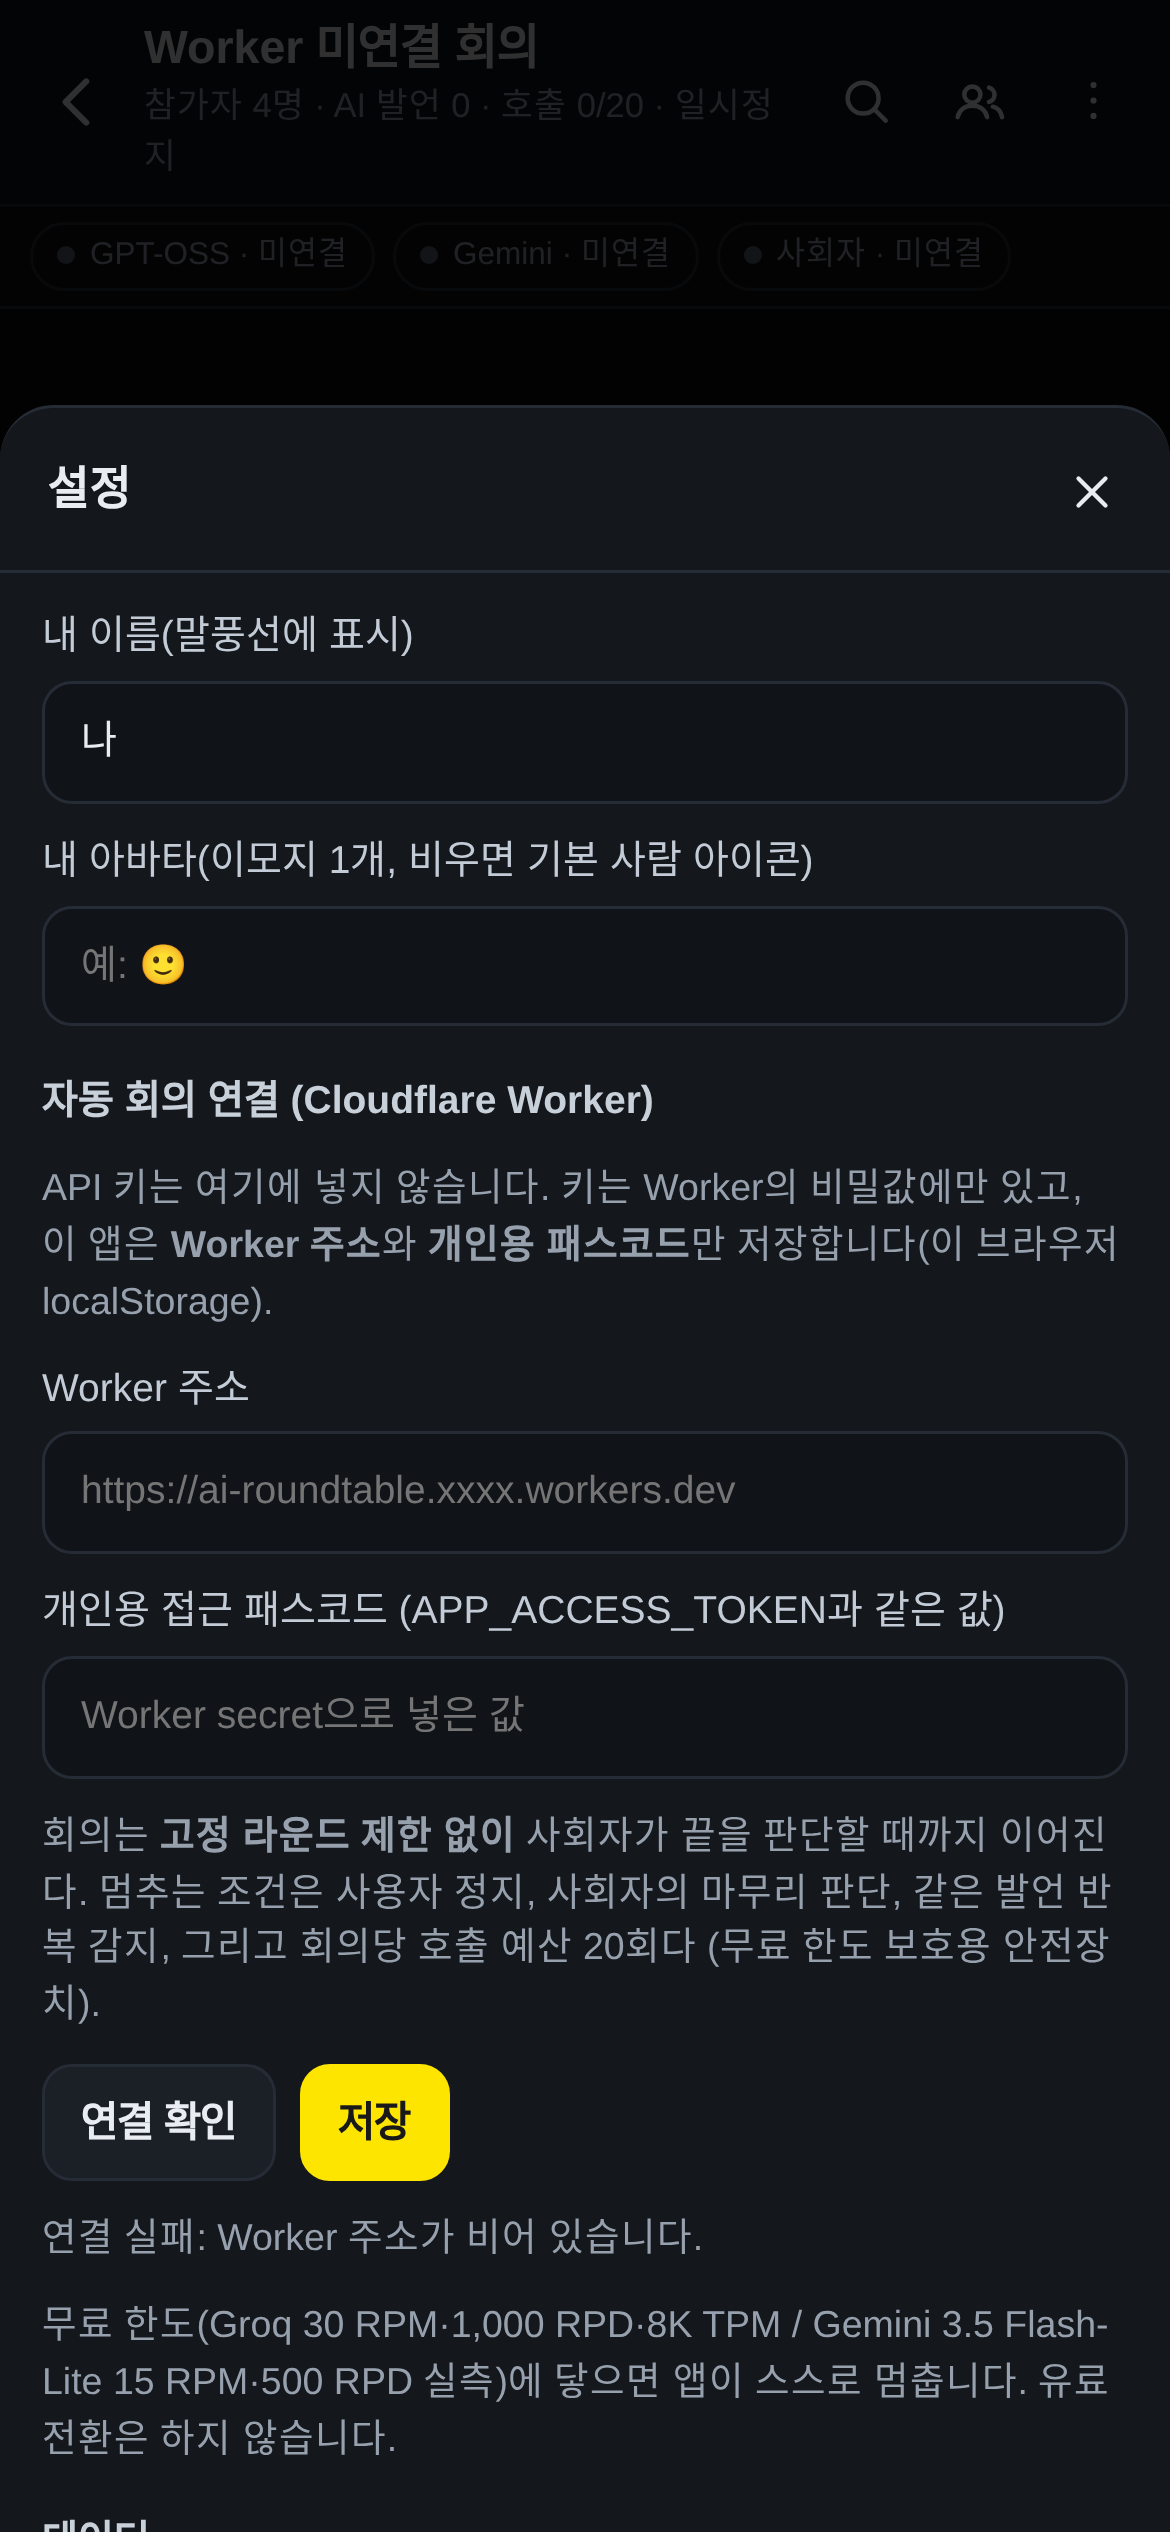 Worker 미연결 회의
참가자 4명 · AI 발언 0 · 호출 0/20 · 일시정
지
GPT-OSS · 미연결
Gemini · 미연결
사회자 · 미연결
설정
내 이름(말풍선에 표시)
나
내 아바타(이모지 1개, 비우면 기본 사람 아이콘)
예: 🙂
자동 회의 연결 (Cloudflare Worker)
API 키는 여기에 넣지 않습니다. 키는 Worker의 비밀값에만 있고,
이 앱은 Worker 주소와 개인용 패스코드만 저장합니다(이 브라우저
localStorage).
Worker 주소
https://ai-roundtable.xxxx.workers.dev
개인용 접근 패스코드 (APP_ACCESS_TOKEN과 같은 값)
Worker secret으로 넣은 값
회의는 고정 라운드 제한 없이 사회자가 끝을 판단할 때까지 이어진
다. 멈추는 조건은 사용자 정지, 사회자의 마무리 판단, 같은 발언 반
복 감지, 그리고 회의당 호출 예산 20회다 (무료 한도 보호용 안전장
치).
연결 확인
저장
연결 실패: Worker 주소가 비어 있습니다.
무료 한도(Groq 30 RPM·1,000 RPD·8K TPM / Gemini 3.5 Flash-
Lite 15 RPM·500 RPD 실측)에 닿으면 앱이 스스로 멈춥니다. 유료
전환은 하지 않습니다.
데이터